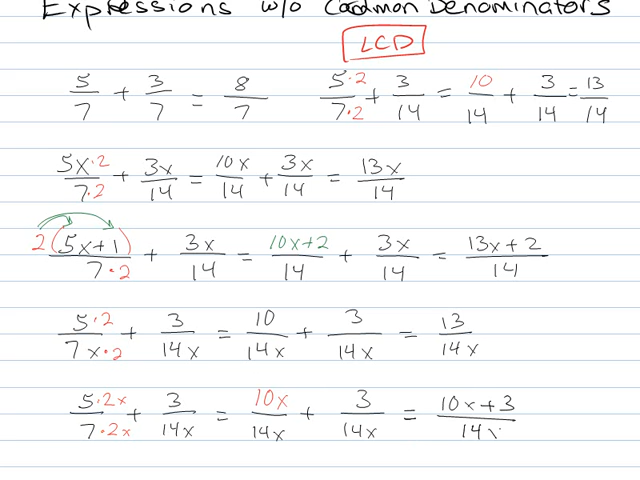 Expressions w/o Common Denominators
LCD
5/7 + 3/7 = 8/7    5·2/7·2 + 3/14 = 10/14 + 3/14 = 13/14
5x·2/7·2 + 3x/14 = 10x/14 + 3x/14 = 13x/14
2(5x+1)/7·2 + 3x/14 = 10x+2/14 + 3x/14 = 13x+2/14
5·2/7x·2 + 3/14x = 10/14x + 3/14x = 13/14x
5·2x/7·2x + 3/14x = 10x/14x + 3/14x = 10x+3/14x